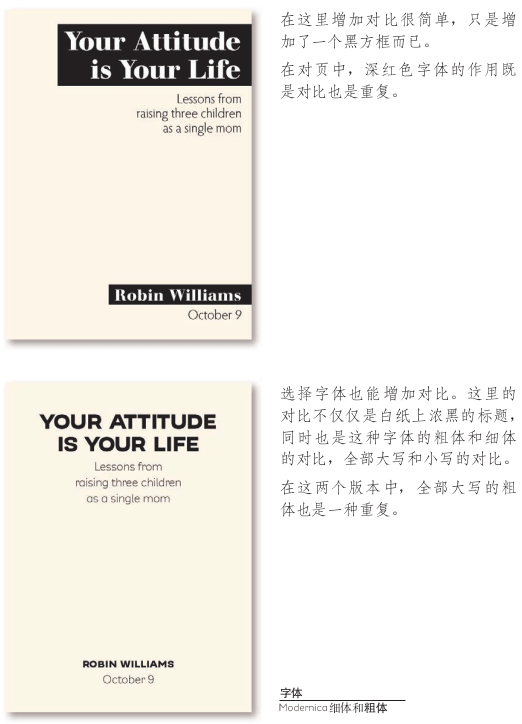 Your Attitude
is Your Life
Lessons from
raising three children
as a single mom
Robin Williams
October 9
在这里增加对比很简单，只是增
加了一个黑方框而已。
在对页中，深红色字体的作用既
是对比也是重复。
YOUR ATTITUDE
IS YOUR LIFE
Lessons from
raising three children
as a single mom
ROBIN WILLIAMS
October 9
选择字体也能增加对比。这里的
对比不仅仅是白纸上浓黑的标题，
同时也是这种字体的粗体和细体
的对比，全部大写和小写的对比。
在这两个版本中，全部大写的粗
体也是一种重复。
字体
Modernica 细体和粗体